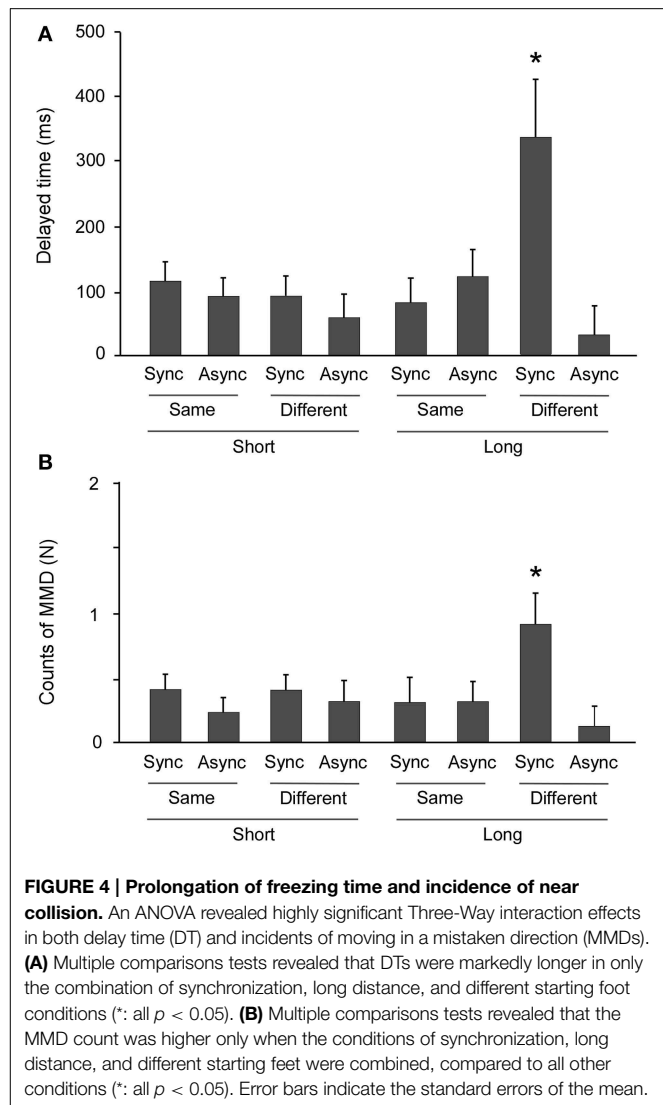 A
500
400
300
200
100
0
Delayed time (ms)
*
Sync Async Sync Async Sync Async Sync Async
Same Different Same Different
Short Long
B
2
1
0
Counts of MMD (N)
*
Sync Async Sync Async Sync Async Sync Async
Same Different Same Different
Short Long
FIGURE 4 | Prolongation of freezing time and incidence of near
collision. An ANOVA revealed highly significant Three-Way interaction effects
in both delay time (DT) and incidents of moving in a mistaken direction (MMDs).
(A) Multiple comparisons tests revealed that DTs were markedly longer in only
the combination of synchronization, long distance, and different starting foot
conditions (*: all p < 0.05). (B) Multiple comparisons tests revealed that the
MMD count was higher only when the conditions of synchronization, long
distance, and different starting feet were combined, compared to all other
conditions (*: all p < 0.05). Error bars indicate the standard errors of the mean.